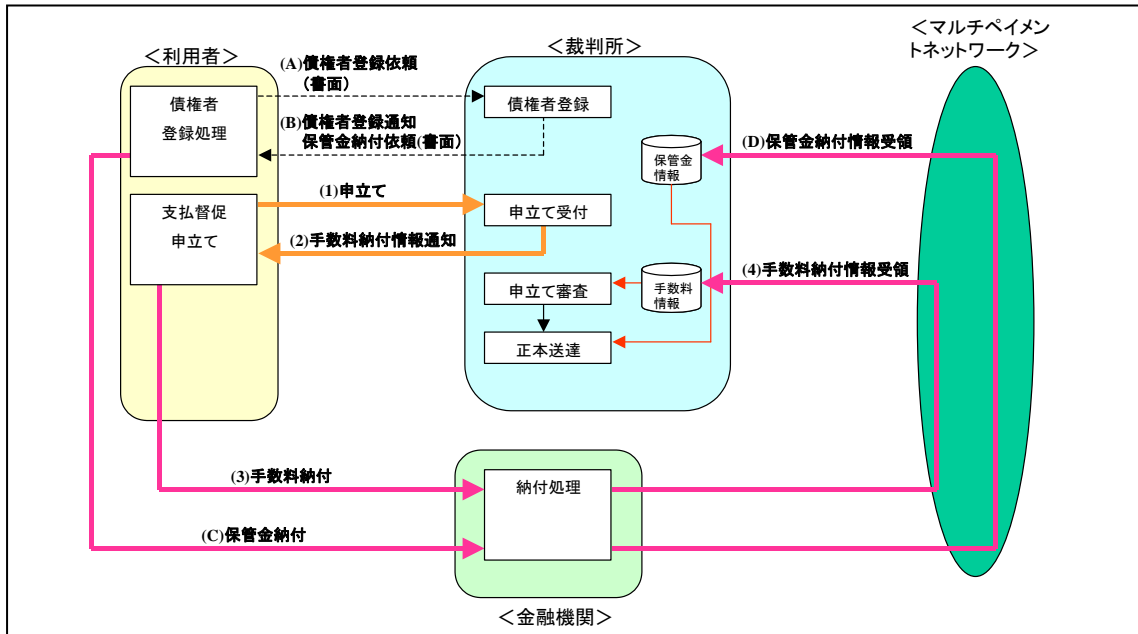 ＜マルチペイメン
トネットワーク＞
＜利用者＞
＜裁判所＞
(A)債権者登録依頼
（書面）
債権者
登録処理
債権者登録
(B)債権者登録通知
保管金納付依頼(書面）
(D)保管金納付情報受領
保管金
情報
(1)申立て
支払督促
申立て
申立て受付
(2)手数料納付情報通知
(4)手数料納付情報受領
申立て審査
手数料
情報
正本送達
(3)手数料納付
納付処理
(C)保管金納付
＜金融機関＞